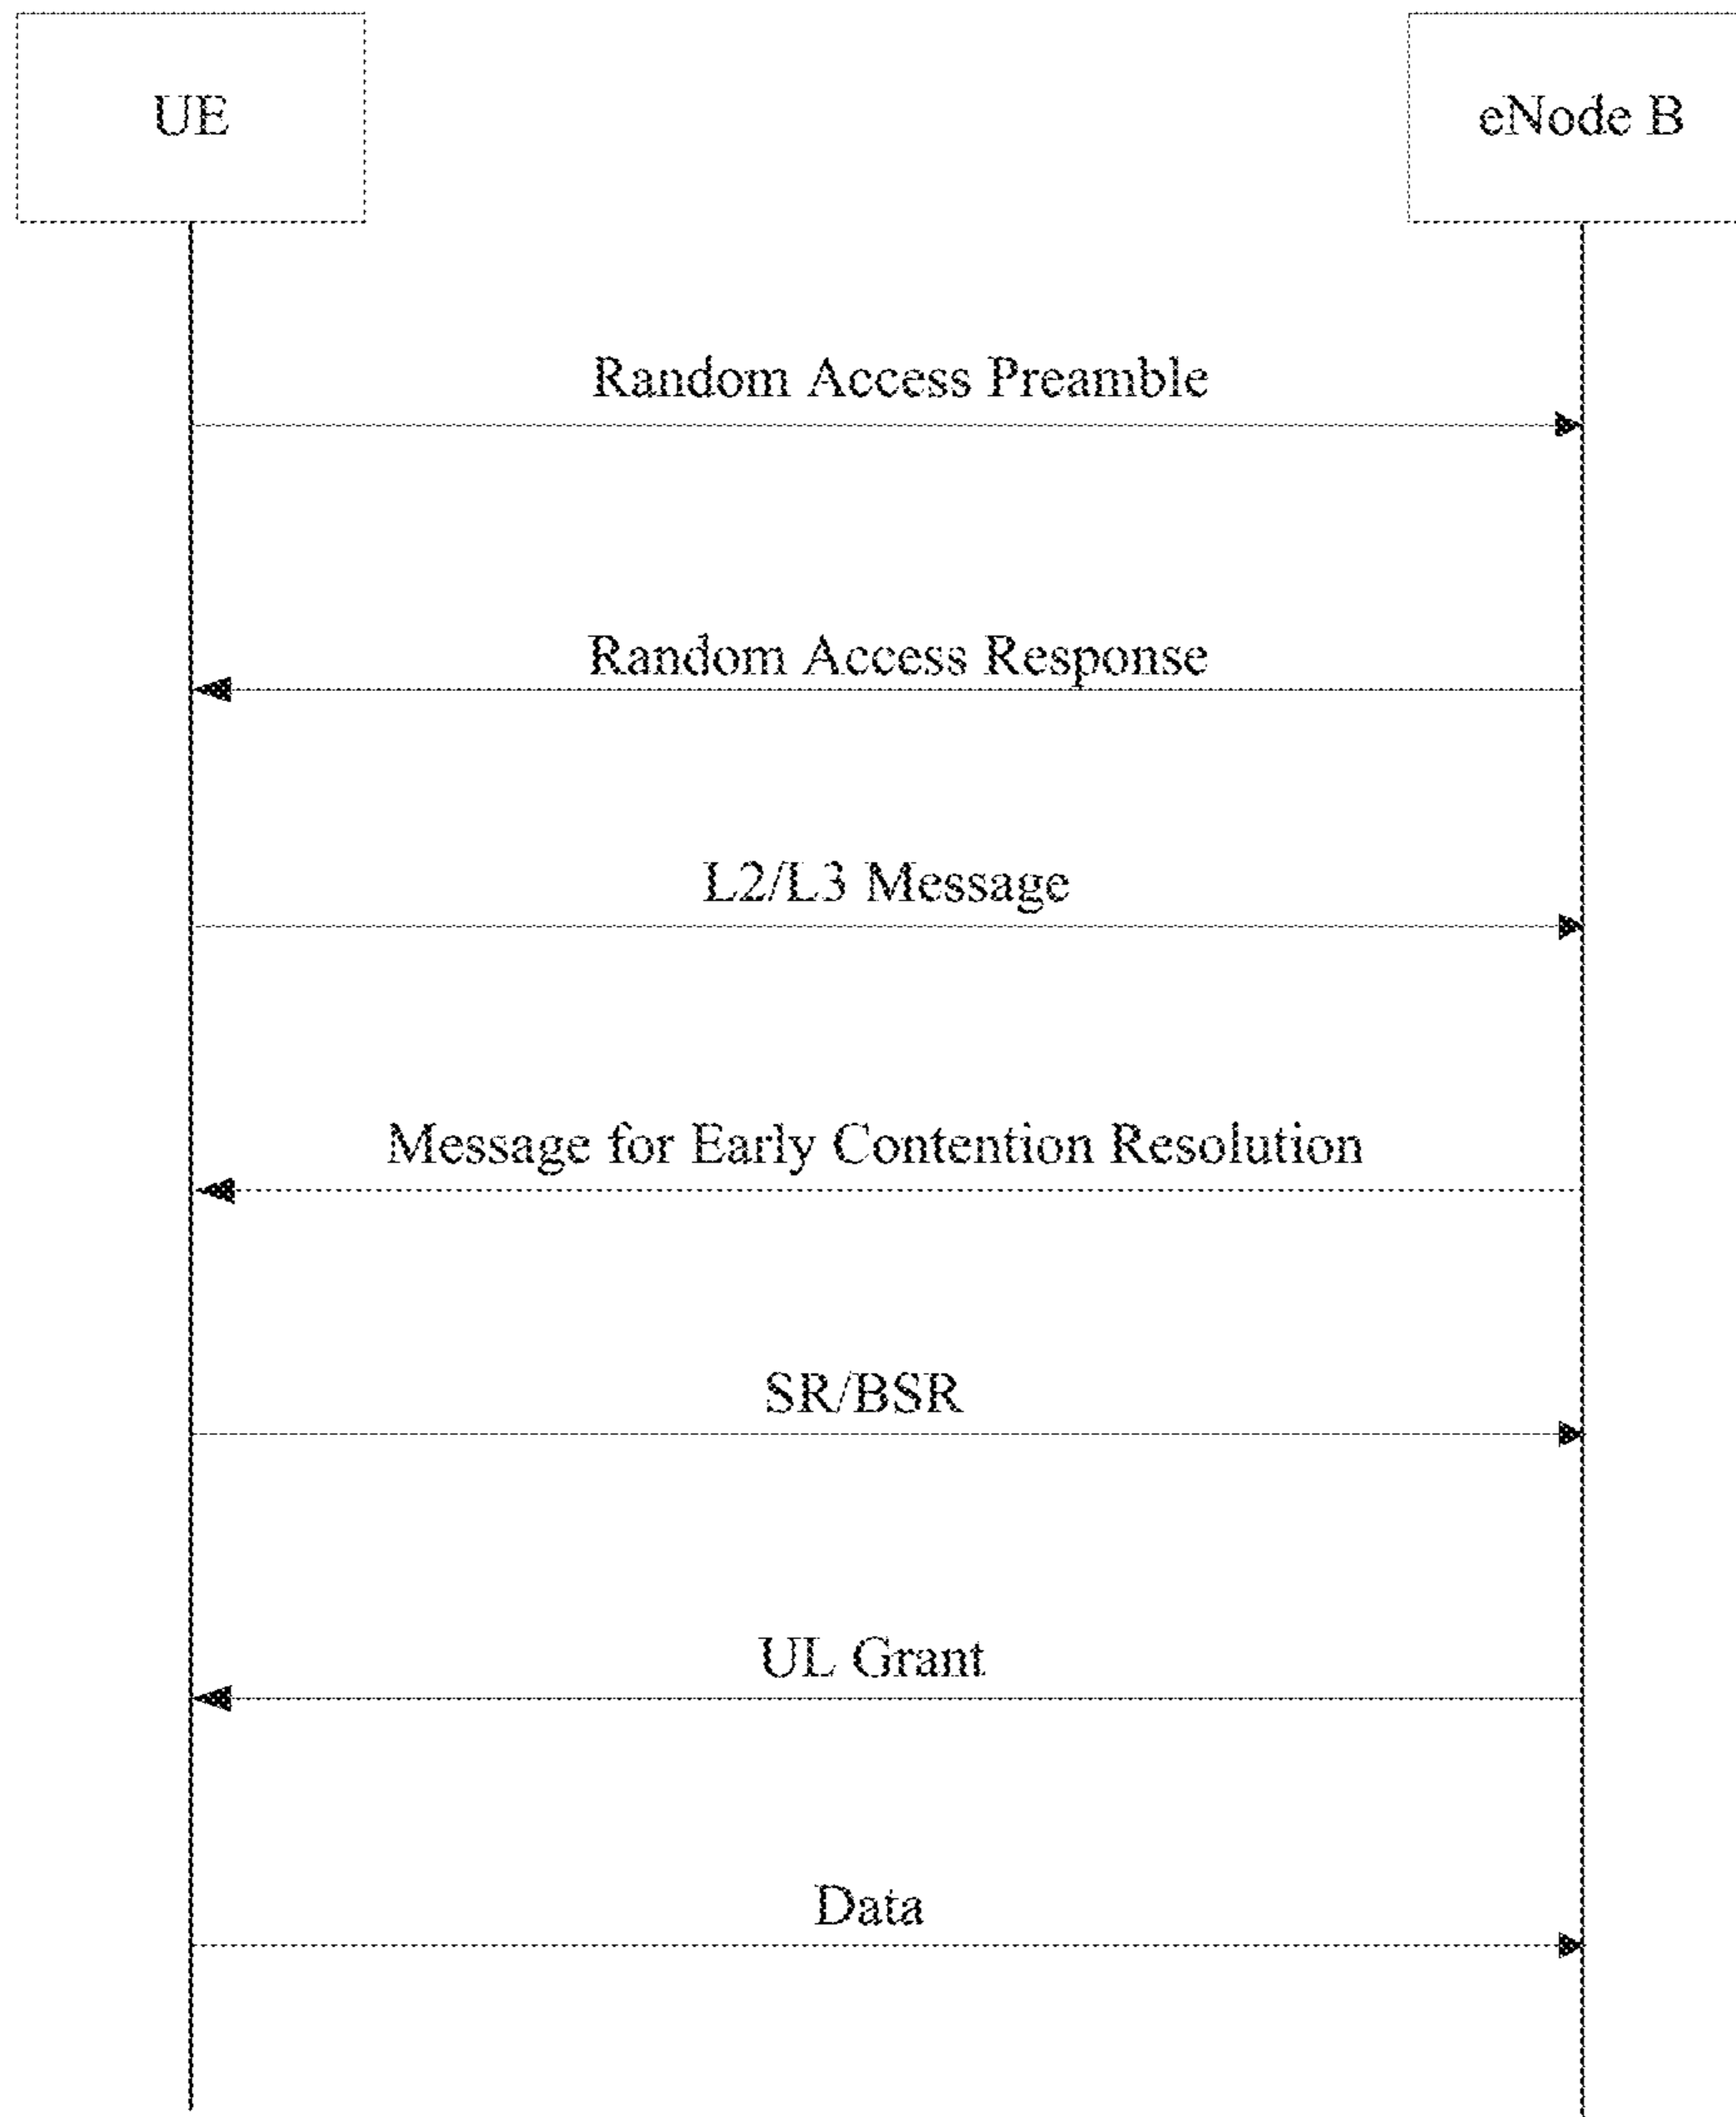 UE
eNode B
Random Access Preamble
Random Access Response
L2/L3 Message
Message for Early Contention Resolution
SR/BSR
UL Grant
Data